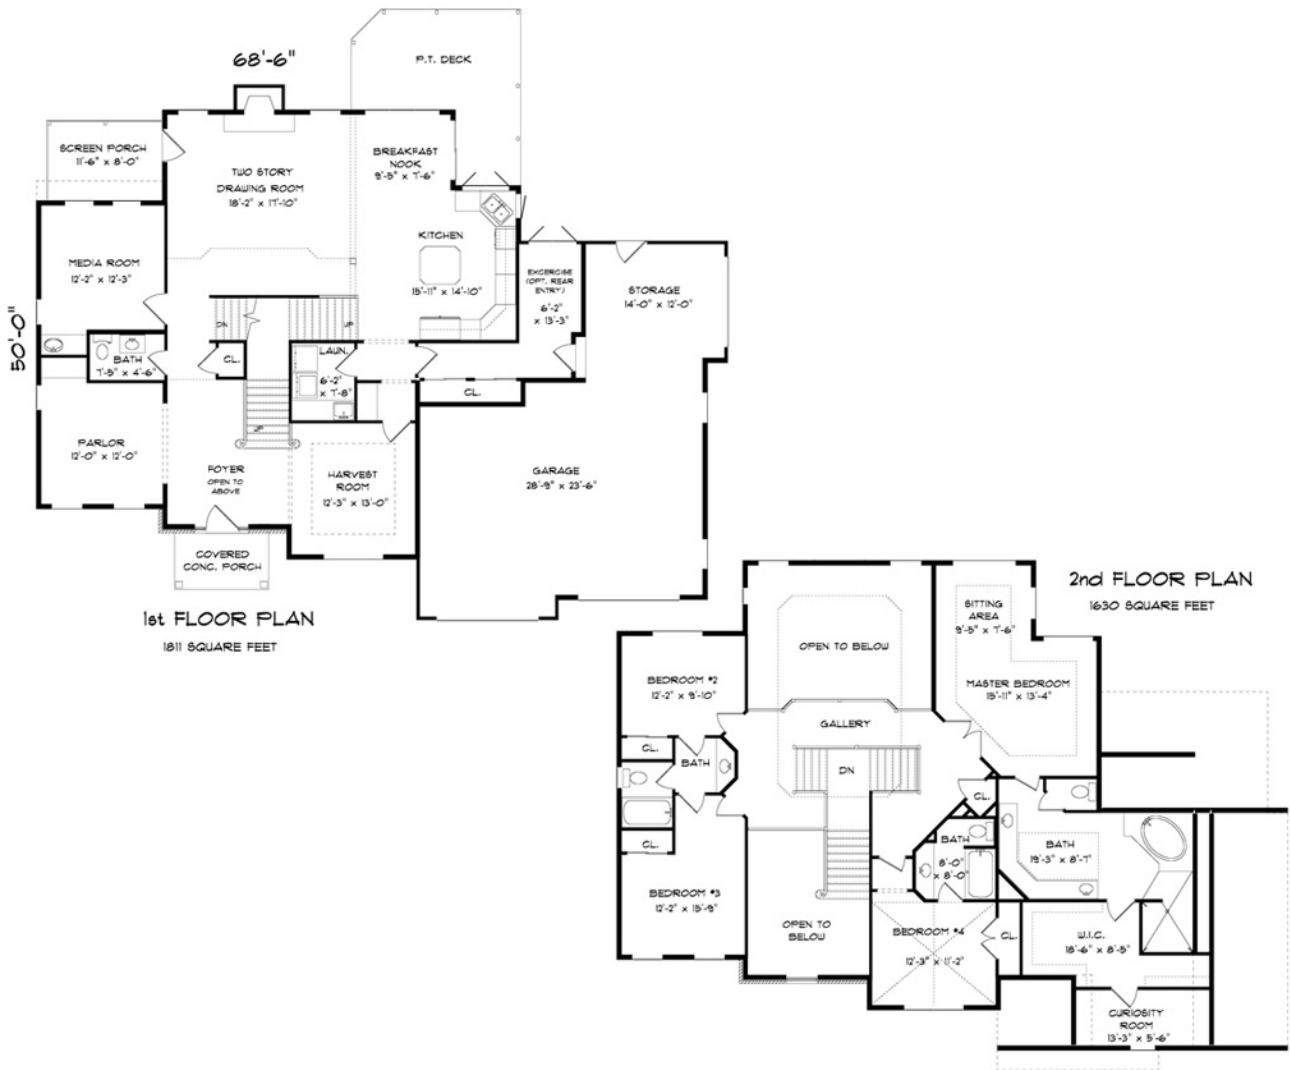 68'-6"
P.T. DECK
SCREEN PORCH
11'-6" x 8'-0"
TWO STORY
DRAWING ROOM
18'-2" x 17'-10"
BREAKFAST
NOOK
9'-5" x 7'-6"
KITCHEN
15'-11" x 14'-10"
MEDIA ROOM
12'-2" x 12'-3"
EXCERCISE
(OPT. REAR
ENTRY)
6'-2"
x 13'-3"
STORAGE
14'-0" x 12'-0"
50'-0"
DN
UP
BATH
7'-5" x 4'-6"
CL.
LAUN.
6'-2"
x 7'-8"
CL.
UP
PARLOR
12'-0" x 12'-0"
FOYER
OPEN TO
ABOVE
HARVEST
ROOM
12'-3" x 13'-0"
GARAGE
28'-9" x 23'-6"
COVERED
CONC. PORCH
1st FLOOR PLAN
1811 SQUARE FEET
2nd FLOOR PLAN
1630 SQUARE FEET
SITTING
AREA
9'-5" x 7'-6"
OPEN TO BELOW
MASTER BEDROOM
15'-11" x 13'-4"
BEDROOM #2
12'-2" x 9'-10"
GALLERY
CL.
BATH
DN
CL.
CL.
BATH
8'-0"
x 8'-0"
BATH
19'-3" x 8'-7"
BEDROOM #3
12'-2" x 15'-9"
OPEN TO
BELOW
BEDROOM #4
12'-3" x 11'-2"
CL.
W.I.C.
18'-6" x 8'-5"
CURIOSITY
ROOM
13'-3" x 5'-6"